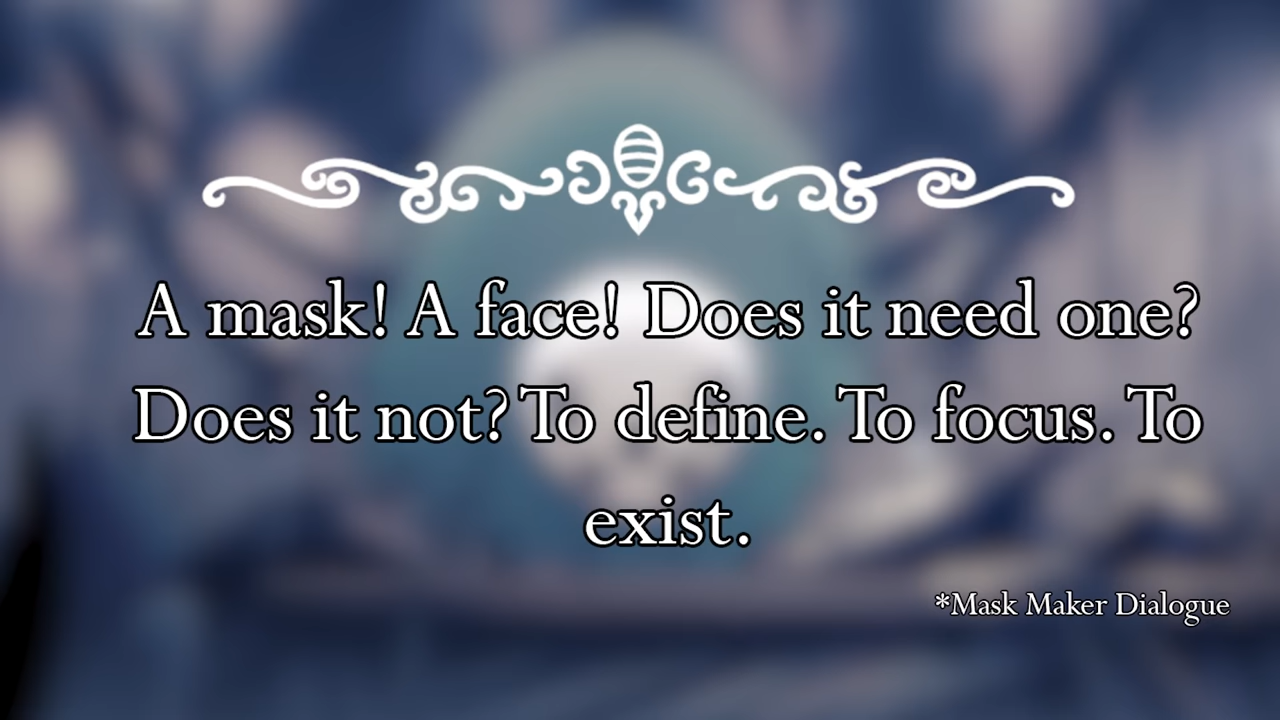 A mask! A face! Does it need one?
Does it not? To define. To focus. To
exist.
*Mask Maker Dialogue